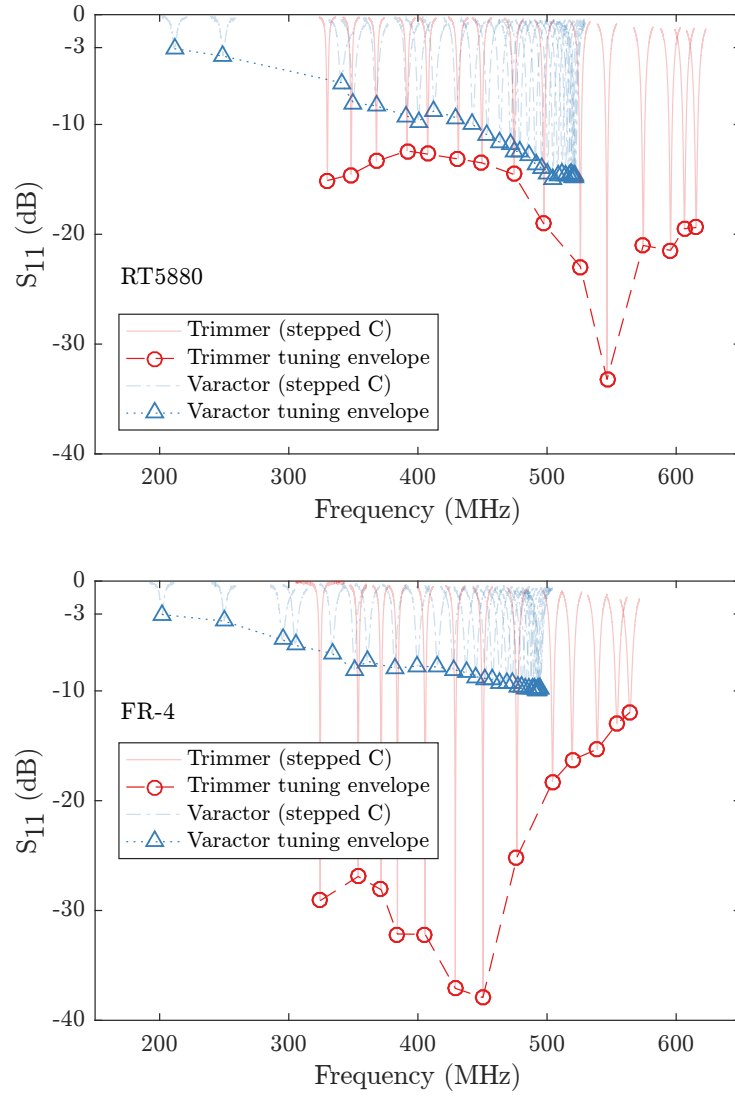 0
-3
-10
-20
-30
-40
S11 (dB)
RT5880
Trimmer (stepped C)
Trimmer tuning envelope
Varactor (stepped C)
Varactor tuning envelope
200 300 400 500 600
Frequency (MHz)
0
-3
-10
-20
-30
-40
S11 (dB)
FR-4
Trimmer (stepped C)
Trimmer tuning envelope
Varactor (stepped C)
Varactor tuning envelope
200 300 400 500 600
Frequency (MHz)